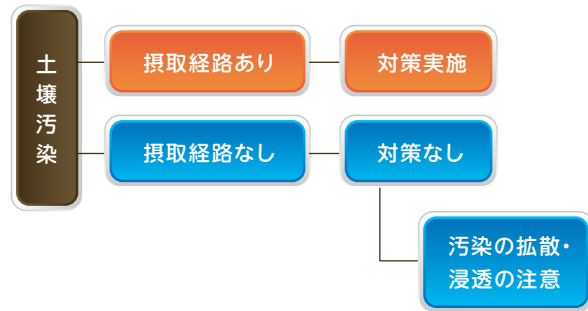 土壌汚染
摂取経路あり
対策実施
摂取経路なし
対策なし
汚染の拡散・
浸透の注意